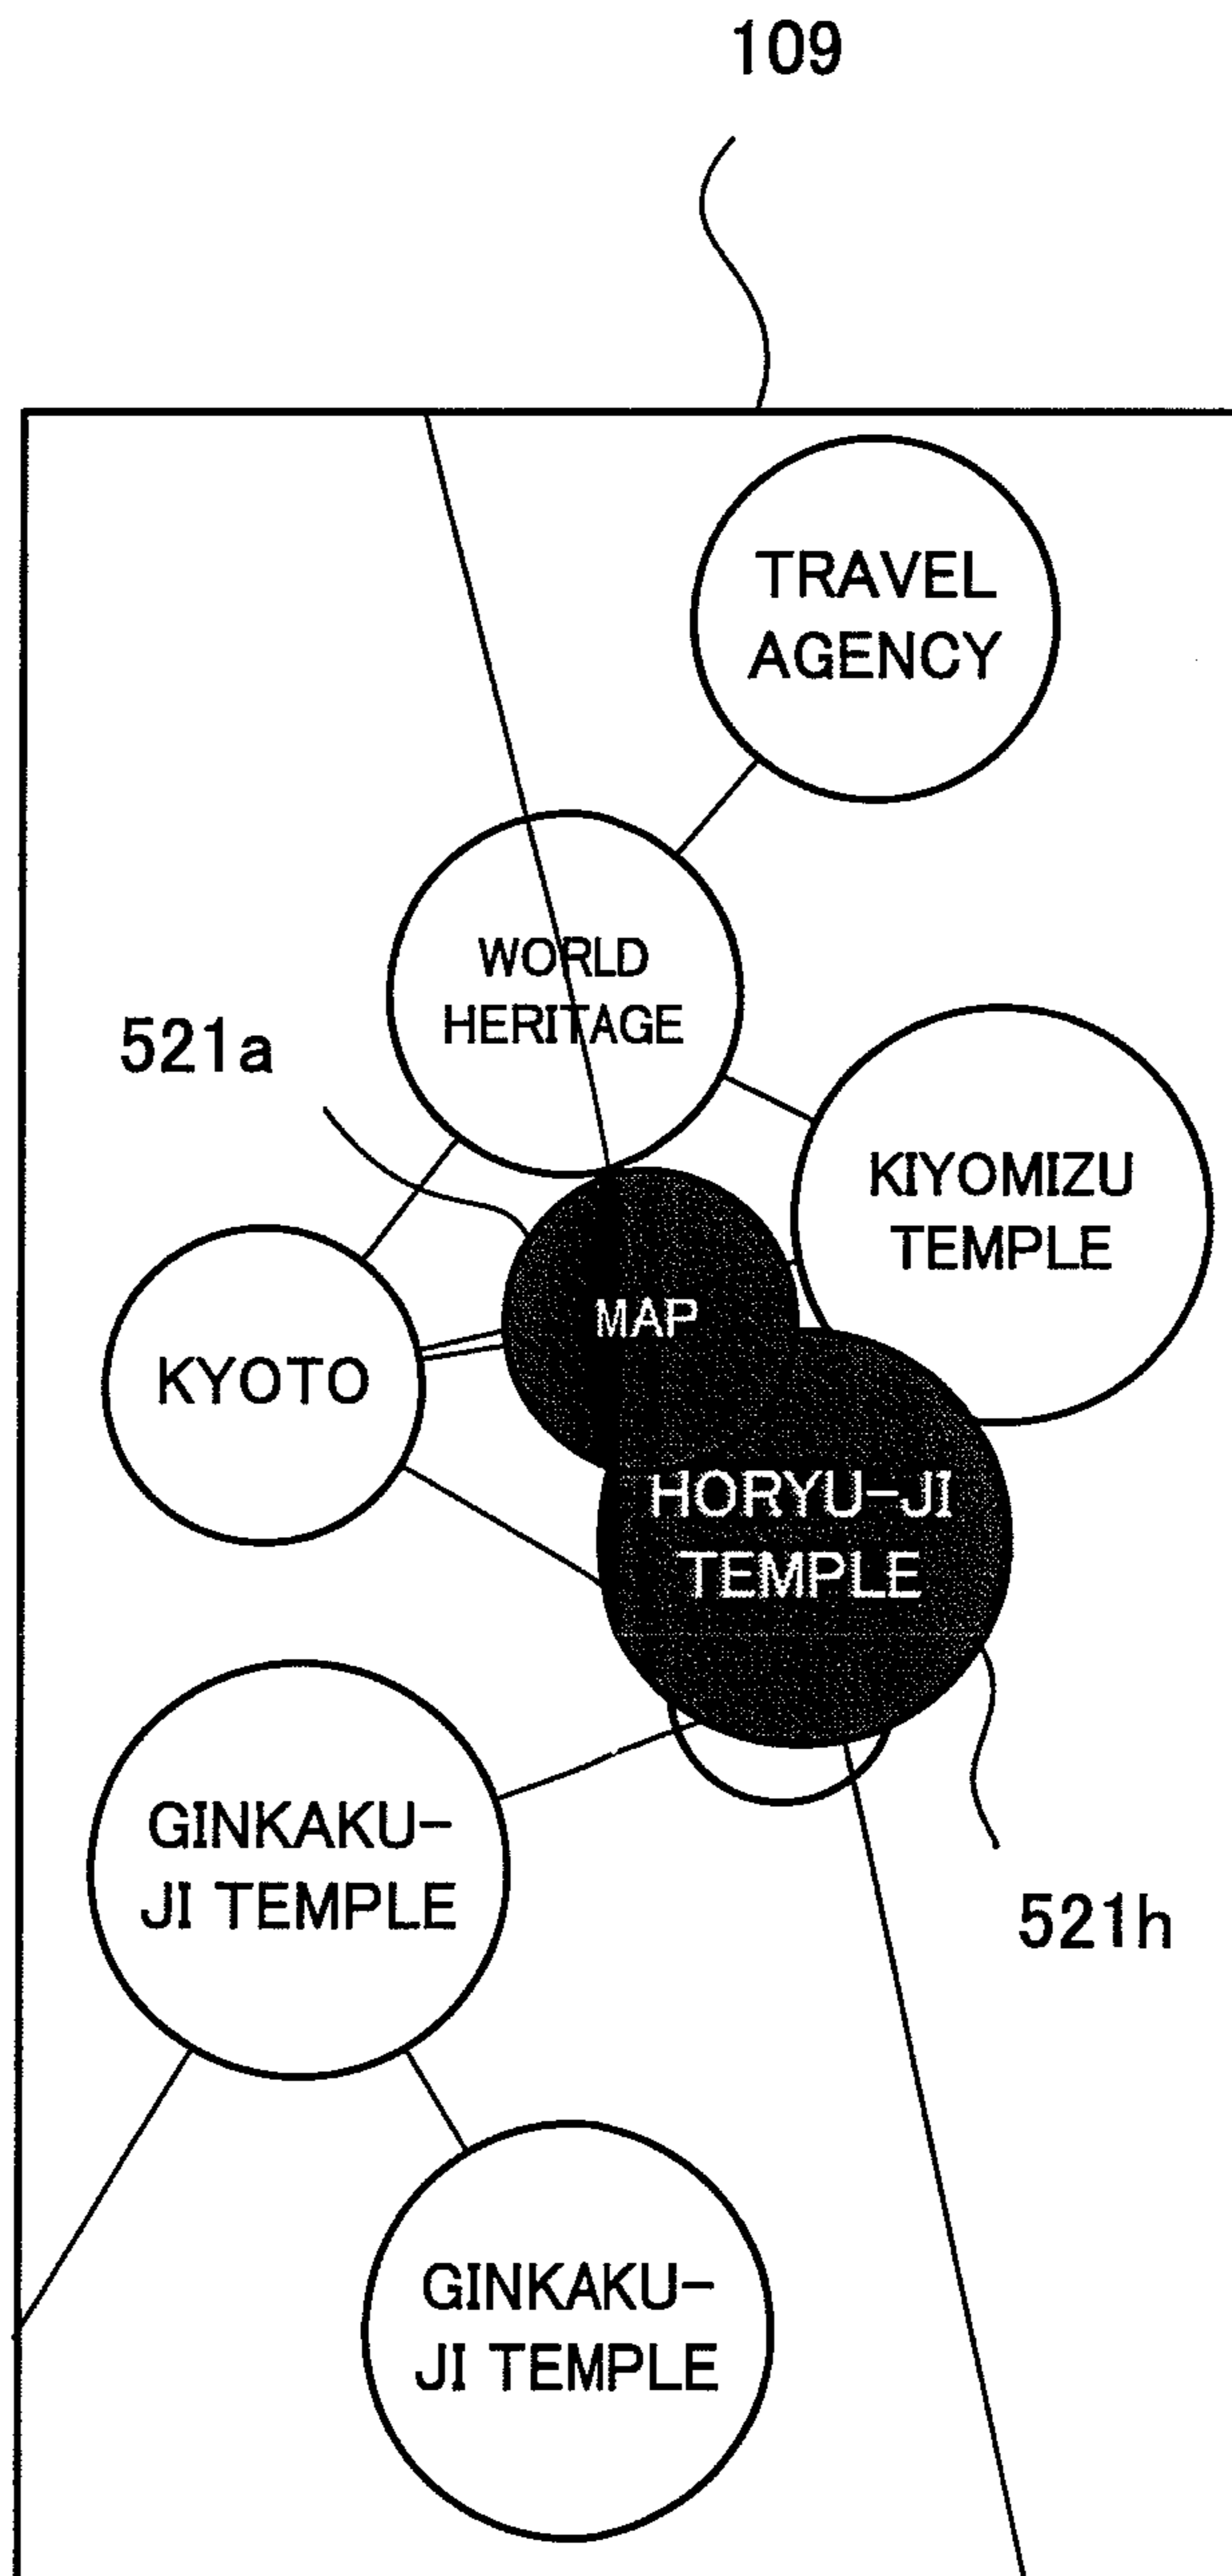 109
TRAVEL
AGENCY
WORLD
HERITAGE
521a
KIYOMIZU
TEMPLE
MAP
KYOTO
HORYU-JI
TEMPLE
GINKAKU-
JI TEMPLE
521h
GINKAKU-
JI TEMPLE